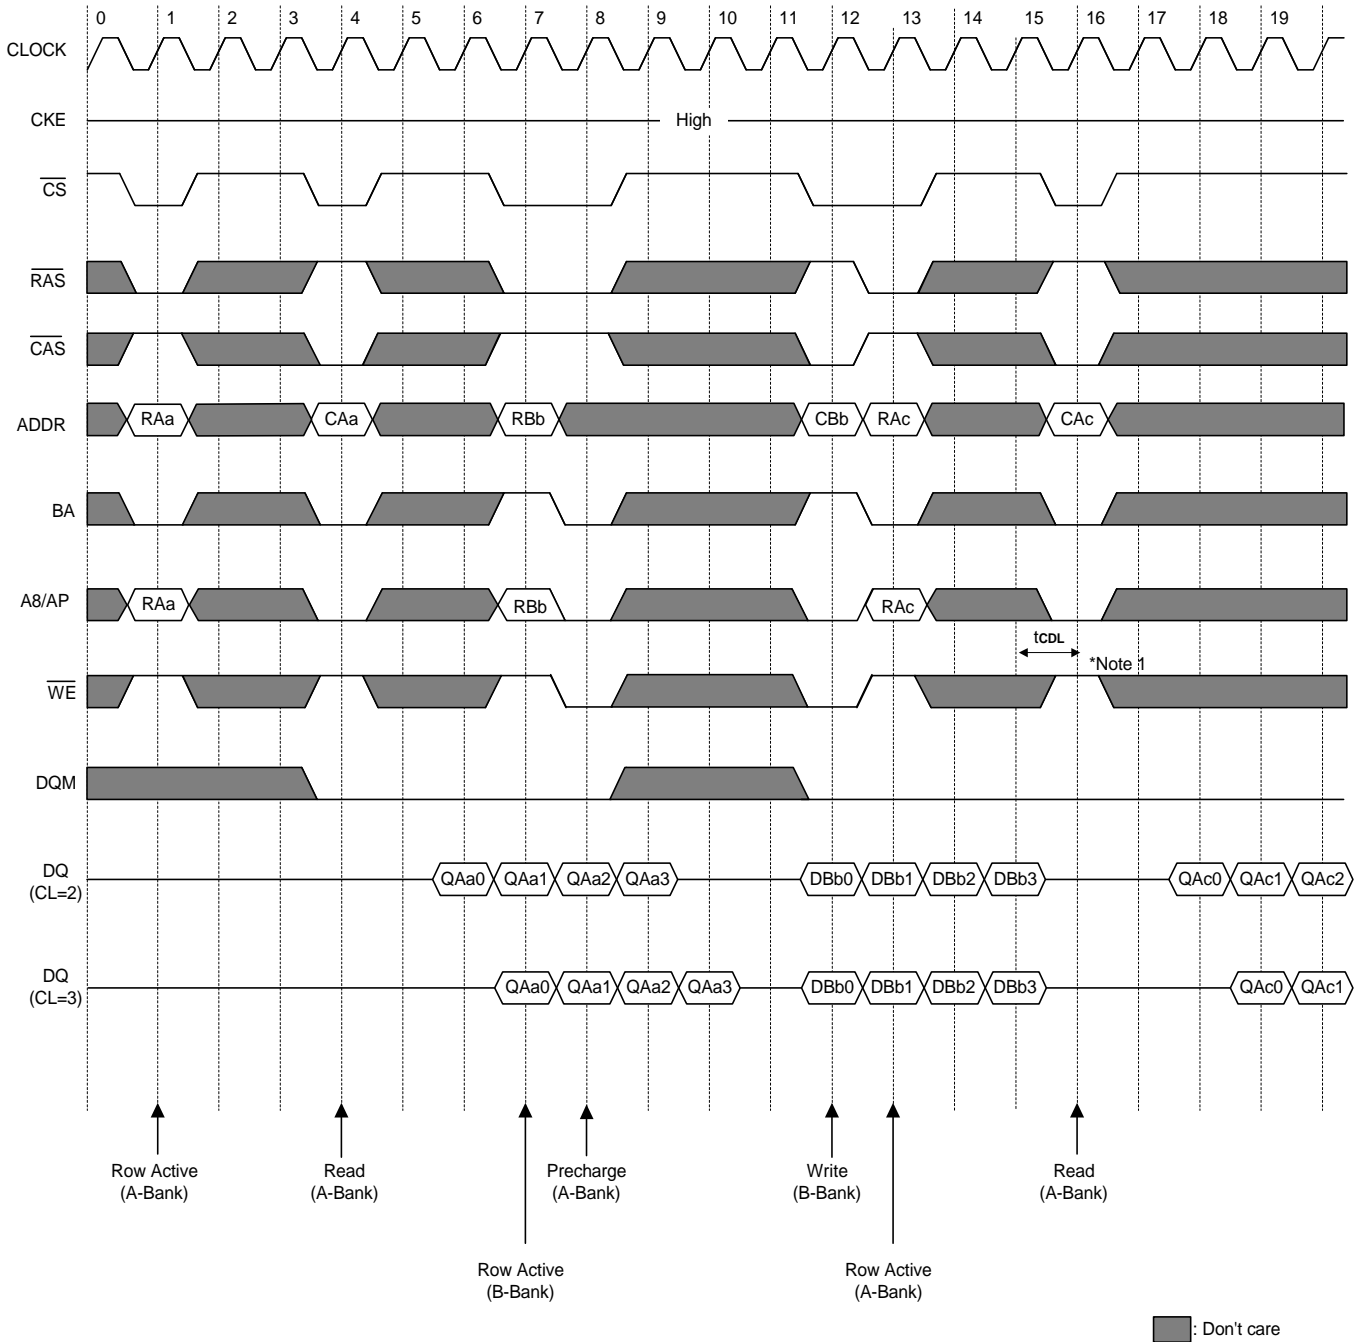 0 1 2 3 4 5 6 7 8 9 10 11 12 13 14 15 16 17 18 19
CLOCK
CKE High
CS
RAS
CAS
ADDR RAa CAa RBb CBb RAc CAc
BA
A8/AP RAa RBb RAc
tCDL
*Note 1
WE
DQM
DQ
(CL=2)
QAa0 QAa1 QAa2 QAa3 DBb0 DBb1 DBb2 DBb3 QAc0 QAc1 QAc2
DQ
(CL=3)
QAa0 QAa1 QAa2 QAa3 DBb0 DBb1 DBb2 DBb3 QAc0 QAc1
Row Active
(A-Bank)
Read
(A-Bank)
Precharge
(A-Bank)
Write
(B-Bank)
Read
(A-Bank)
Row Active
(B-Bank)
Row Active
(A-Bank)
: Don't care